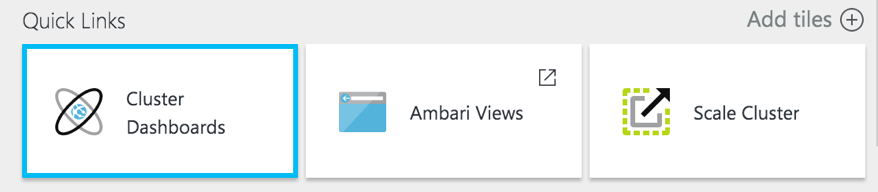 Quick Links
Add tiles
Cluster
Dashboards
Ambari Views
Scale Cluster